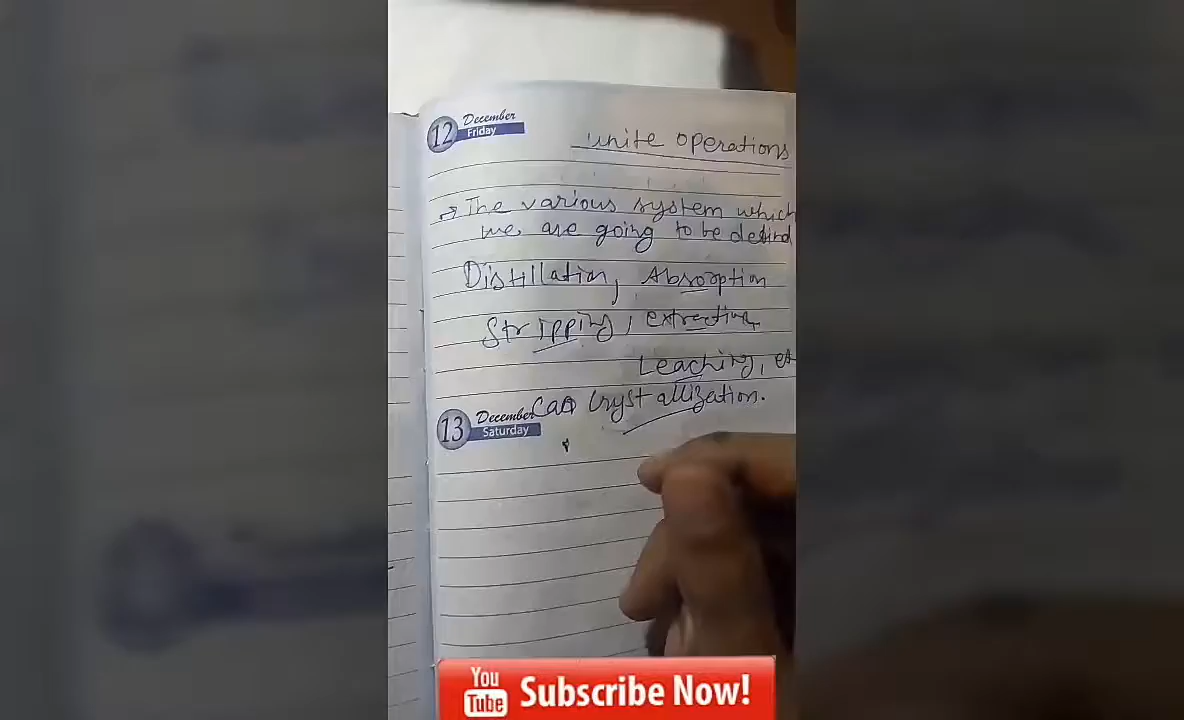 12 December
Friday
unite operations
→ The various system which
we are going to be
Distillation, Absorption
Stripping, extraction
Leaching, et
Crystallization.
13 December
Saturday
You
Tube
Subscribe Now!